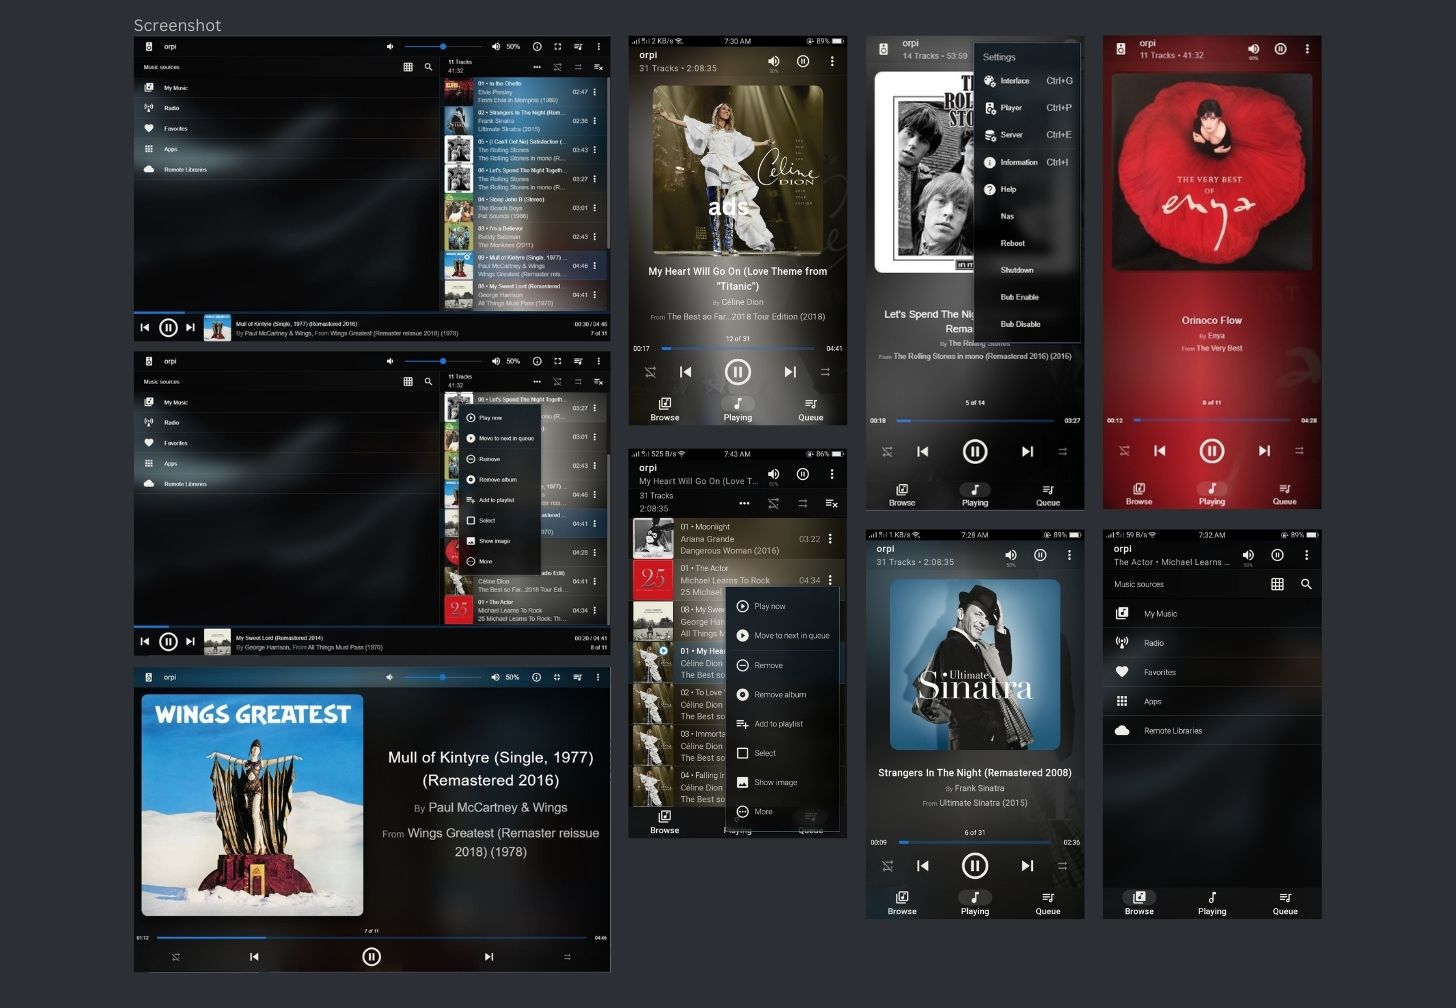 Screenshot
orpi
50%
Music sources
My Music
Radio
Favorites
Apps
Remote Libraries
11 Tracks
41:32
01 • In the Ghetto
Elvis Presley
From Elvis in Memphis (1969)
02:47
02 • Strangers In The Night (Rem...
Frank Sinatra
Ultimate Sinatra (2015)
02:36
05 • (I Can't Get No) Satisfaction (...
The Rolling Stones
The Rolling Stones in mono (R...
03:43
06 • Let's Spend The Night Togeth...
The Rolling Stones
The Rolling Stones in mono (R...
03:27
04 • Sloop John B (Stereo)
The Beach Boys
Pet Sounds (1966)
03:01
03 • I'm a Believer
Buddy Salzman
The Monkees (2011)
02:43
09 • Mull of Kintyre (Single, 1977) ...
Paul McCartney & Wings
Wings Greatest (Remaster reis...
04:46
08 • My Sweet Lord (Remastered ...
George Harrison
All Things Must Pass (1970)
04:41
Mull of Kintyre (Single, 1977) (Remastered 2016)
By Paul McCartney & Wings, From Wings Greatest (Remaster reissue 2018) (1978)
00:39 / 04:46
7 of 11
orpi
50%
Music sources
My Music
Radio
Favorites
Apps
Remote Libraries
11 Tracks
41:32
06 • Let's Spend The Night Togeth...
03:27
03:01
02:43
04:46
04:41
04:28
Play now
Move to next in queue
Remove
Remove album
Add to playlist
Select
Show image
More
Céline Dion
The Best so Far...2018 Tour Edi...
04:41
01 • The Actor
Michael Learns To Rock
25 Michael Learns To Rock: Th...
04:34
My Sweet Lord (Remastered 2014)
By George Harrison, From All Things Must Pass (1970)
00:20 / 04:41
8 of 11
orpi
50%
WINGS GREATEST
Mull of Kintyre (Single, 1977)
(Remastered 2016)
By Paul McCartney & Wings
From Wings Greatest (Remaster reissue
2018) (1978)
7 of 11
01:12
04:46
2 KB/s
7:30 AM
89%
orpi
31 Tracks • 2:08:35
50%
Céline
DION
ads
My Heart Will Go On (Love Theme from
"Titanic")
By Céline Dion
From The Best so Far...2018 Tour Edition (2018)
12 of 31
00:17
04:41
Browse
Playing
Queue
525 B/s
7:43 AM
86%
orpi
My Heart Will Go On (Love T...
50%
31 Tracks
2:08:35
01 • Moonlight
Ariana Grande
Dangerous Woman (2016)
03:22
25
01 • The Actor
Michael Learns To Rock
25 Michael
04:34
08 • My Swee
George Har
All Things M
01 • My Hea
Céline Dion
The Best so
02 • To Love
Céline Dion
The Best so
03 • Immorta
Céline Dion
The Best so
04 • Falling In
Céline Dion
The Best so
Play now
Move to next in queue
Remove
Remove album
Add to playlist
Select
Show image
More
Browse
Playing
Queue
orpi
14 Tracks • 53:59
Settings
Interface Ctrl+G
Player Ctrl+P
Server Ctrl+E
Information Ctrl+I
Help
Nas
Reboot
Shutdown
Bub Enable
Bub Disable
Let's Spend The Nig
Rema
By The Rolling Stones
From The Rolling Stones in mono (Remastered 2016) (2016)
5 of 14
00:18
03:27
Browse
Playing
Queue
orpi
11 Tracks • 41:32
50%
THE VERY BEST
OF
enya
Orinoco Flow
By Enya
From The Very Best
9 of 11
00:12
04:28
Browse
Playing
Queue
1 KB/s
7:28 AM
89%
orpi
31 Tracks • 2:08:35
50%
Ultimate
Sinatra
Strangers In The Night (Remastered 2008)
By Frank Sinatra
From Ultimate Sinatra (2015)
6 of 31
00:09
02:36
Browse
Playing
Queue
59 B/s
7:32 AM
89%
orpi
The Actor • Michael Learns ...
50%
Music sources
My Music
Radio
Favorites
Apps
Remote Libraries
Browse
Playing
Queue